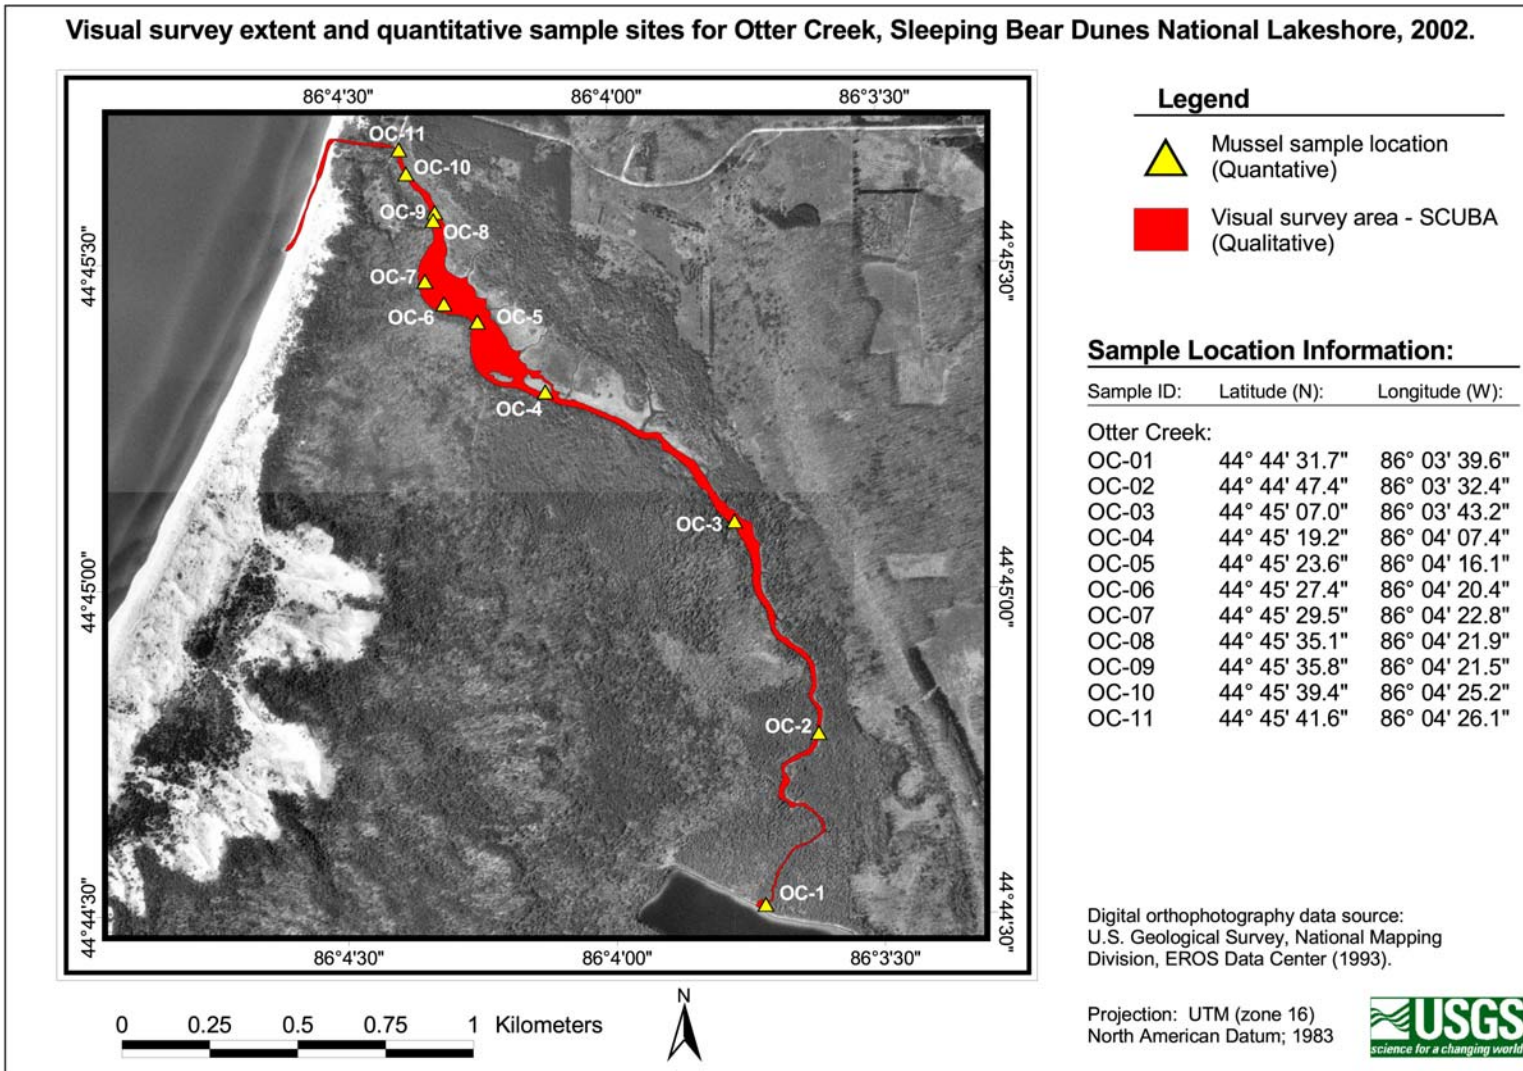 Visual survey extent and quantitative sample sites for Otter Creek, Sleeping Bear Dunes National Lakeshore, 2002.
86°4'30" 86°4'00" 86°3'30"
44°45'30" 44°45'00" 44°44'30"
OC-11
OC-10
OC-9
OC-8
OC-7
OC-6
OC-5
OC-4
OC-3
OC-2
OC-1
44°45'30" 44°45'00" 44°44'30"
86°4'30" 86°4'00" 86°3'30"
0 0.25 0.5 0.75 1 Kilometers
N
Legend
Mussel sample location
(Quantative)
Visual survey area - SCUBA
(Qualitative)
Sample Location Information:
Sample ID: Latitude (N): Longitude (W):
Otter Creek:
OC-01 44° 44' 31.7" 86° 03' 39.6"
OC-02 44° 44' 47.4" 86° 03' 32.4"
OC-03 44° 45' 07.0" 86° 03' 43.2"
OC-04 44° 45' 19.2" 86° 04' 07.4"
OC-05 44° 45' 23.6" 86° 04' 16.1"
OC-06 44° 45' 27.4" 86° 04' 20.4"
OC-07 44° 45' 29.5" 86° 04' 22.8"
OC-08 44° 45' 35.1" 86° 04' 21.9"
OC-09 44° 45' 35.8" 86° 04' 21.5"
OC-10 44° 45' 39.4" 86° 04' 25.2"
OC-11 44° 45' 41.6" 86° 04' 26.1"
Digital orthophotography data source:
U.S. Geological Survey, National Mapping
Division, EROS Data Center (1993).
Projection: UTM (zone 16)
North American Datum; 1983
USGS
science for a changing world